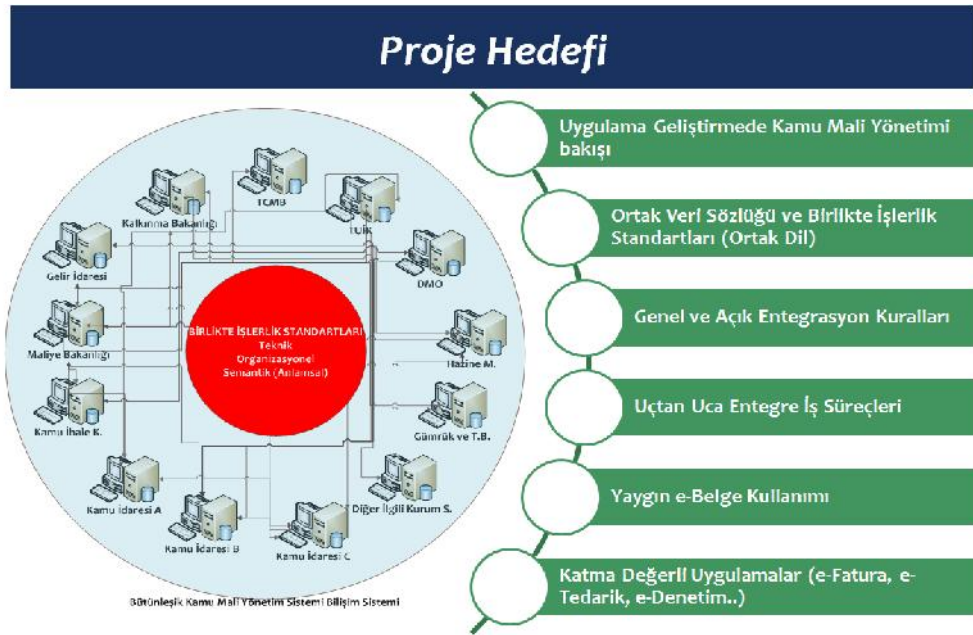 Proje Hedefi
Kalkınma Bakanlığı
TCMB
TÜİK
Gelir İdaresi
DMO
Maliye Bakanlığı
Hazine M.
Kamu İhale K.
Gümrük ve T.B.
Kamu İdaresi A
Diğer İlgili Kurum S.
Kamu İdaresi B
Kamu İdaresi C
BİRLİKTE İŞLERLİK STANDARTLARI
Teknik
Organizasyonel
Semantik (Anlamsal)
Bütünleşik Kamu Mali Yönetim Sistemi Bilişim Sistemi
Uygulama Geliştirmede Kamu Mali Yönetimi
bakışı
Ortak Veri Sözlüğü ve Birlikte İşlerlik
Standartları (Ortak Dil)
Genel ve Açık Entegrasyon Kuralları
Uçtan Uca Entegre İş Süreçleri
Yaygın e-Belge Kullanımı
Katma Değerli Uygulamalar (e-Fatura, e-
Tedarik, e-Denetim..)